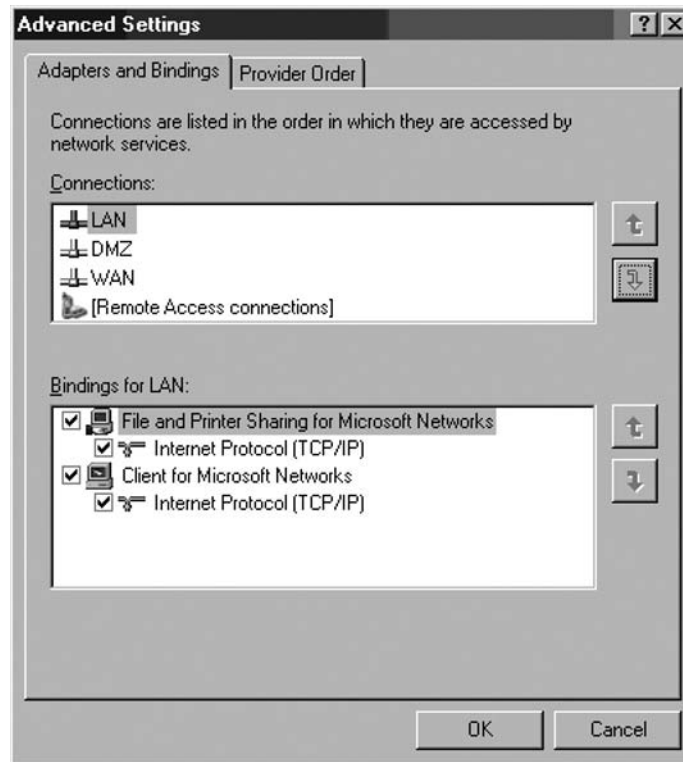 Advanced Settings
Adapters and Bindings
Provider Order
Connections are listed in the order in which they are accessed by
network services.
Connections:
LAN
DMZ
WAN
[Remote Access connections]
Bindings for LAN:
File and Printer Sharing for Microsoft Networks
Internet Protocol (TCP/IP)
Client for Microsoft Networks
Internet Protocol (TCP/IP)
OK
Cancel